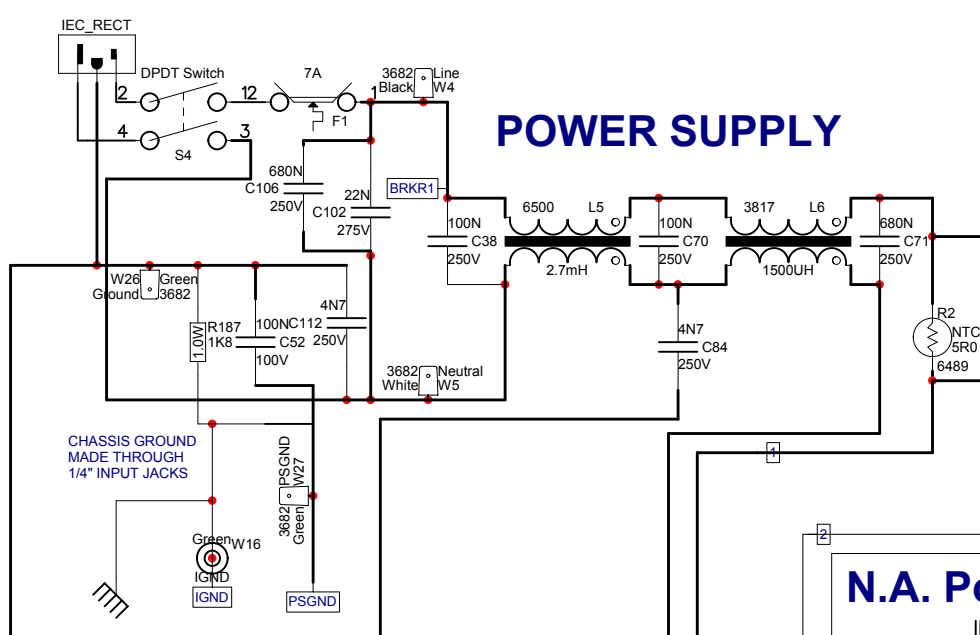 IEC_RECT
DPDT Switch
7A
3682 Line
Black W4
2
12
1
F1
4
3
S4
POWER SUPPLY
680N
C106
250V
22N
C102
275V
BRKR1
100N
C38
250V
6500 L5
2.7mH
100N
C70
250V
3817 L6
1500UH
680N
C71
250V
W26 Green
Ground 3682
R187
1K8
1.0W
100N
C52
100V
4N7
C112
250V
4N7
C84
250V
R2
NTC
5R0
6489
3682 Neutral
White W5
CHASSIS GROUND
MADE THROUGH
1/4" INPUT JACKS
PSGND
W27
3682
Green
1
2
Green W16
IGND
IGND
PSGND
N.A. Po